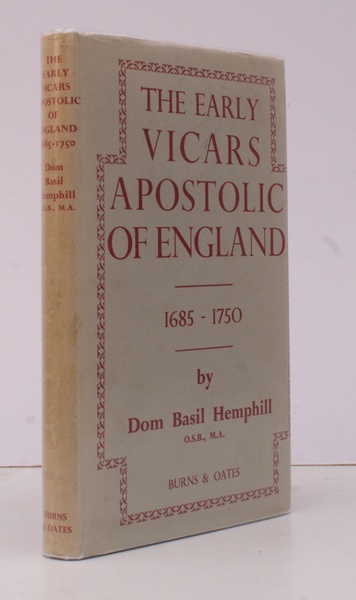 THE
EARLY
VICARS
APOSTOLIC
OF
ENGLAND
1685-1750
Dom
Basil
Hemphill
O.S.B., M.A.
BURNS
& OATES
THE EARLY
VICARS
APOSTOLIC
OF ENGLAND
1685 - 1750
by
Dom Basil Hemphill
O.S.B., M.A.
BURNS & OATES